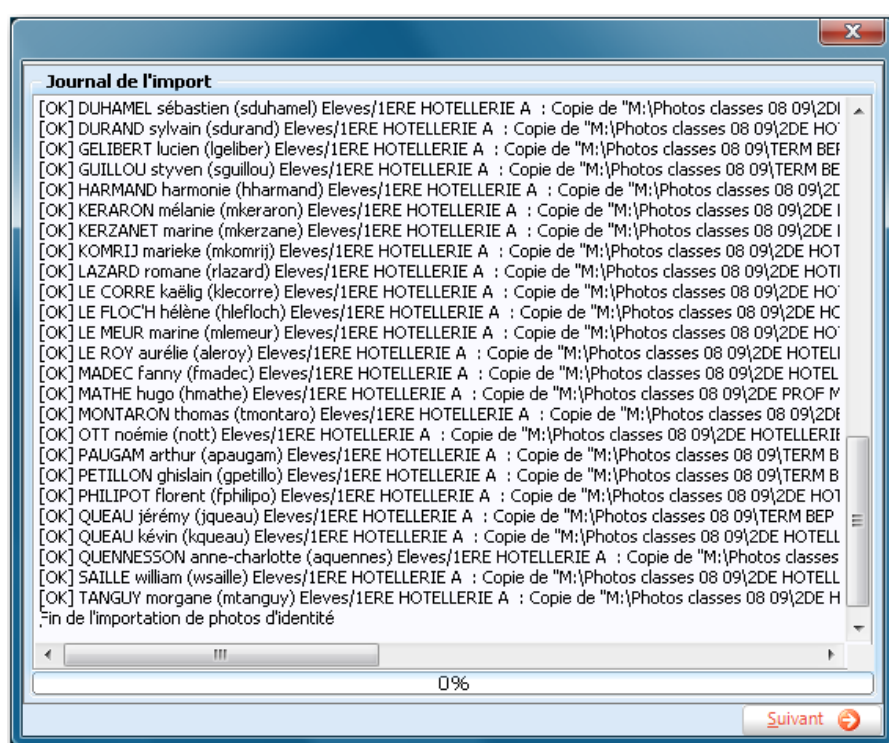 Journal de l'import
[OK] DUHAMEL sébastien (sduhamel) Eleves/1ERE HOTELLERIE A : Copie de "M:\Photos classes 08 09\2DI
[OK] DURAND sylvain (sdurand) Eleves/1ERE HOTELLERIE A : Copie de "M:\Photos classes 08 09\2DE HO
[OK] GELIBERT lucien (lgeliber) Eleves/1ERE HOTELLERIE A : Copie de "M:\Photos classes 08 09\TERM BEF
[OK] GUILLOU styven (sguillou) Eleves/1ERE HOTELLERIE A : Copie de "M:\Photos classes 08 09\TERM BE
[OK] HARMAND harmonie (hharmand) Eleves/1ERE HOTELLERIE A : Copie de "M:\Photos classes 08 09\2D
[OK] KERARON mélanie (mkeraron) Eleves/1ERE HOTELLERIE A : Copie de "M:\Photos classes 08 09\2DE
[OK] KERZANET marine (mkerzane) Eleves/1ERE HOTELLERIE A : Copie de "M:\Photos classes 08 09\2DE
[OK] KOMRIJ marieke (mkomrij) Eleves/1ERE HOTELLERIE A : Copie de "M:\Photos classes 08 09\2DE HOT
[OK] LAZARD romane (rlazard) Eleves/1ERE HOTELLERIE A : Copie de "M:\Photos classes 08 09\2DE HOTI
[OK] LE CORRE kaëlig (klecorre) Eleves/1ERE HOTELLERIE A : Copie de "M:\Photos classes 08 09\2DE HO
[OK] LE FLOC'H hélène (hlefloch) Eleves/1ERE HOTELLERIE A : Copie de "M:\Photos classes 08 09\2DE HC
[OK] LE MEUR marine (mlemeur) Eleves/1ERE HOTELLERIE A : Copie de "M:\Photos classes 08 09\2DE HO
[OK] LE ROY aurélie (aleroy) Eleves/1ERE HOTELLERIE A : Copie de "M:\Photos classes 08 09\2DE HOTELI
[OK] MADEC fanny (fmadec) Eleves/1ERE HOTELLERIE A : Copie de "M:\Photos classes 08 09\2DE HOTEL
[OK] MATHE hugo (hmathe) Eleves/1ERE HOTELLERIE A : Copie de "M:\Photos classes 08 09\2DE PROF M
[OK] MONTARON thomas (tmontaro) Eleves/1ERE HOTELLERIE A : Copie de "M:\Photos classes 08 09\2DE
[OK] OTT noémie (nott) Eleves/1ERE HOTELLERIE A : Copie de "M:\Photos classes 08 09\2DE HOTELLERIE
[OK] PAUGAM arthur (apaugam) Eleves/1ERE HOTELLERIE A : Copie de "M:\Photos classes 08 09\TERM B
[OK] PETILLON ghislain (gpetillo) Eleves/1ERE HOTELLERIE A : Copie de "M:\Photos classes 08 09\TERM B
[OK] PHILIPOT florent (fphilipo) Eleves/1ERE HOTELLERIE A : Copie de "M:\Photos classes 08 09\2DE HOT
[OK] QUEAU jérémy (jqueau) Eleves/1ERE HOTELLERIE A : Copie de "M:\Photos classes 08 09\TERM BEP
[OK] QUEAU kévin (kqueau) Eleves/1ERE HOTELLERIE A : Copie de "M:\Photos classes 08 09\2DE HOTELL
[OK] QUENNESSON anne-charlotte (aquennes) Eleves/1ERE HOTELLERIE A : Copie de "M:\Photos classes
[OK] SAILLE william (wsaille) Eleves/1ERE HOTELLERIE A : Copie de "M:\Photos classes 08 09\2DE HOTELL
[OK] TANGUY morgane (mtanguy) Eleves/1ERE HOTELLERIE A : Copie de "M:\Photos classes 08 09\2DE H
Fin de l'importation de photos d'identité
0%
Suivant